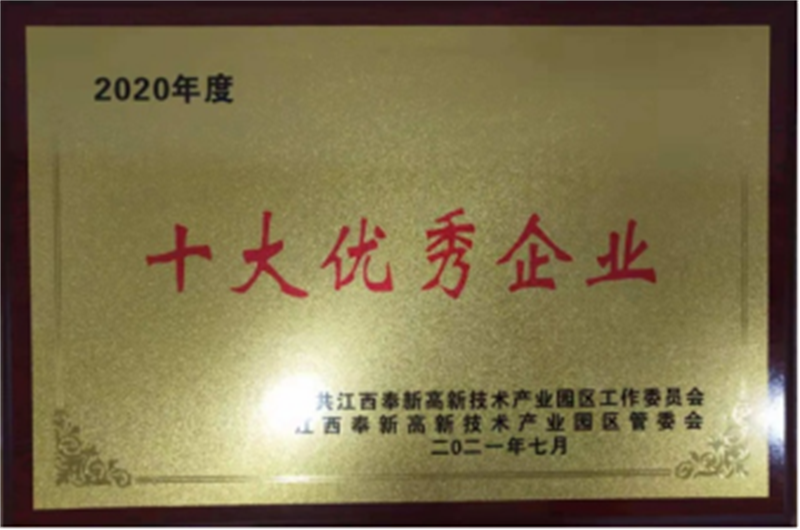 2020年度
十大优秀企业
共江西奉新高新技术产业园区工作委员会
江西奉新高新技术产业园区管委会
二〇二一年七月